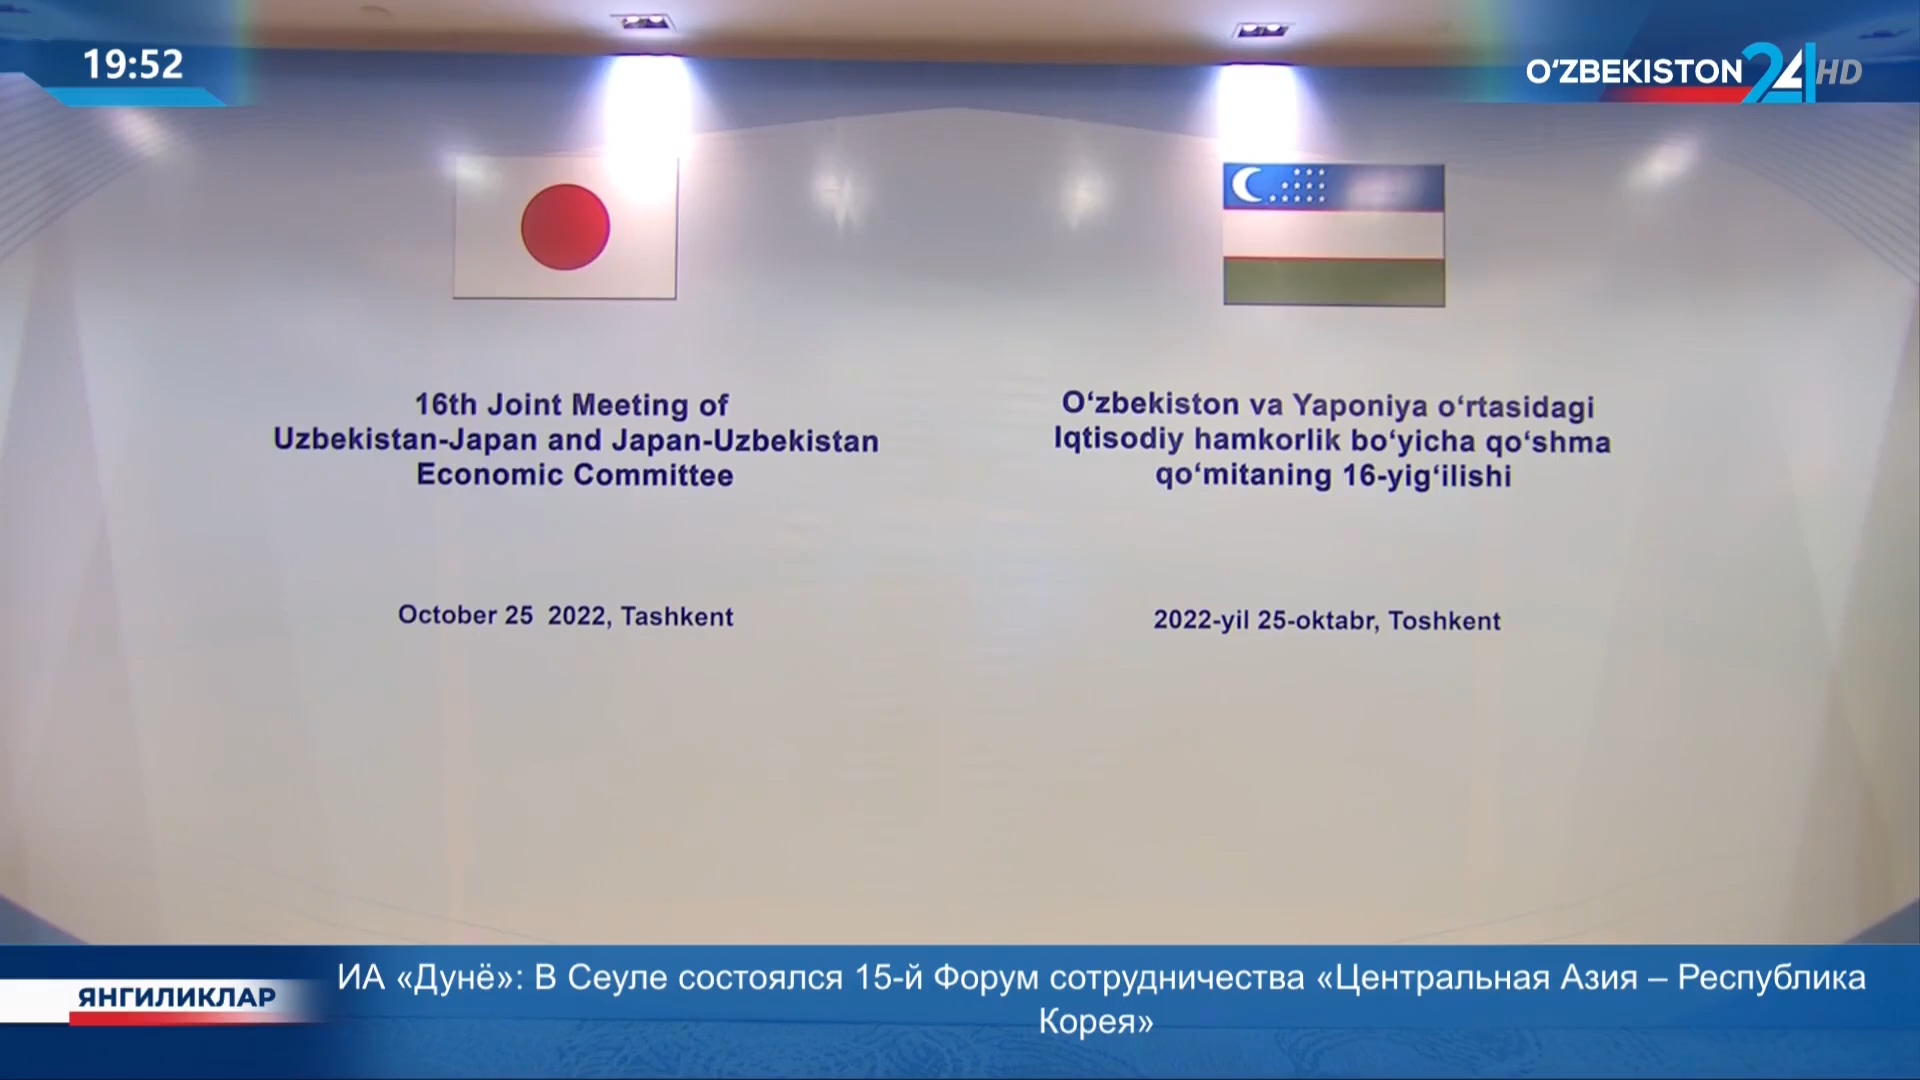 19:52
O‘ZBEKISTON 24 HD
16th Joint Meeting of
Uzbekistan-Japan and Japan-Uzbekistan
Economic Committee
October 25 2022, Tashkent
O‘zbekiston va Yaponiya o‘rtasidagi
Iqtisodiy hamkorlik bo‘yicha qo‘shma
qo‘mitaning 16-yig‘ilishi
2022-yil 25-oktabr, Toshkent
ЯНГИЛИКЛАР
ИА «Дунё»: В Сеуле состоялся 15-й Форум сотрудничества «Центральная Азия – Республика
Корея»